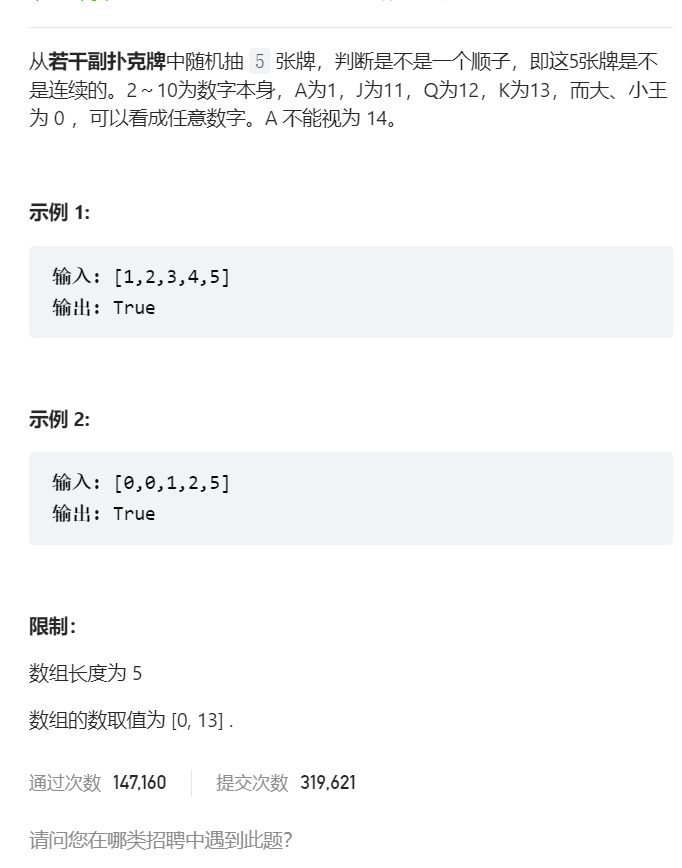 从若干副扑克牌中随机抽 5 张牌，判断是不是一个顺子，即这5张牌是不
是连续的。2～10为数字本身，A为1，J为11，Q为12，K为13，而大、小王
为 0 ，可以看成任意数字。A 不能视为 14。
示例 1:
输入: [1,2,3,4,5]
输出: True
示例 2:
输入: [0,0,1,2,5]
输出: True
限制：
数组长度为 5
数组的数取值为 [0, 13] .
通过次数 147,160 提交次数 319,621
请问您在哪类招聘中遇到此题？